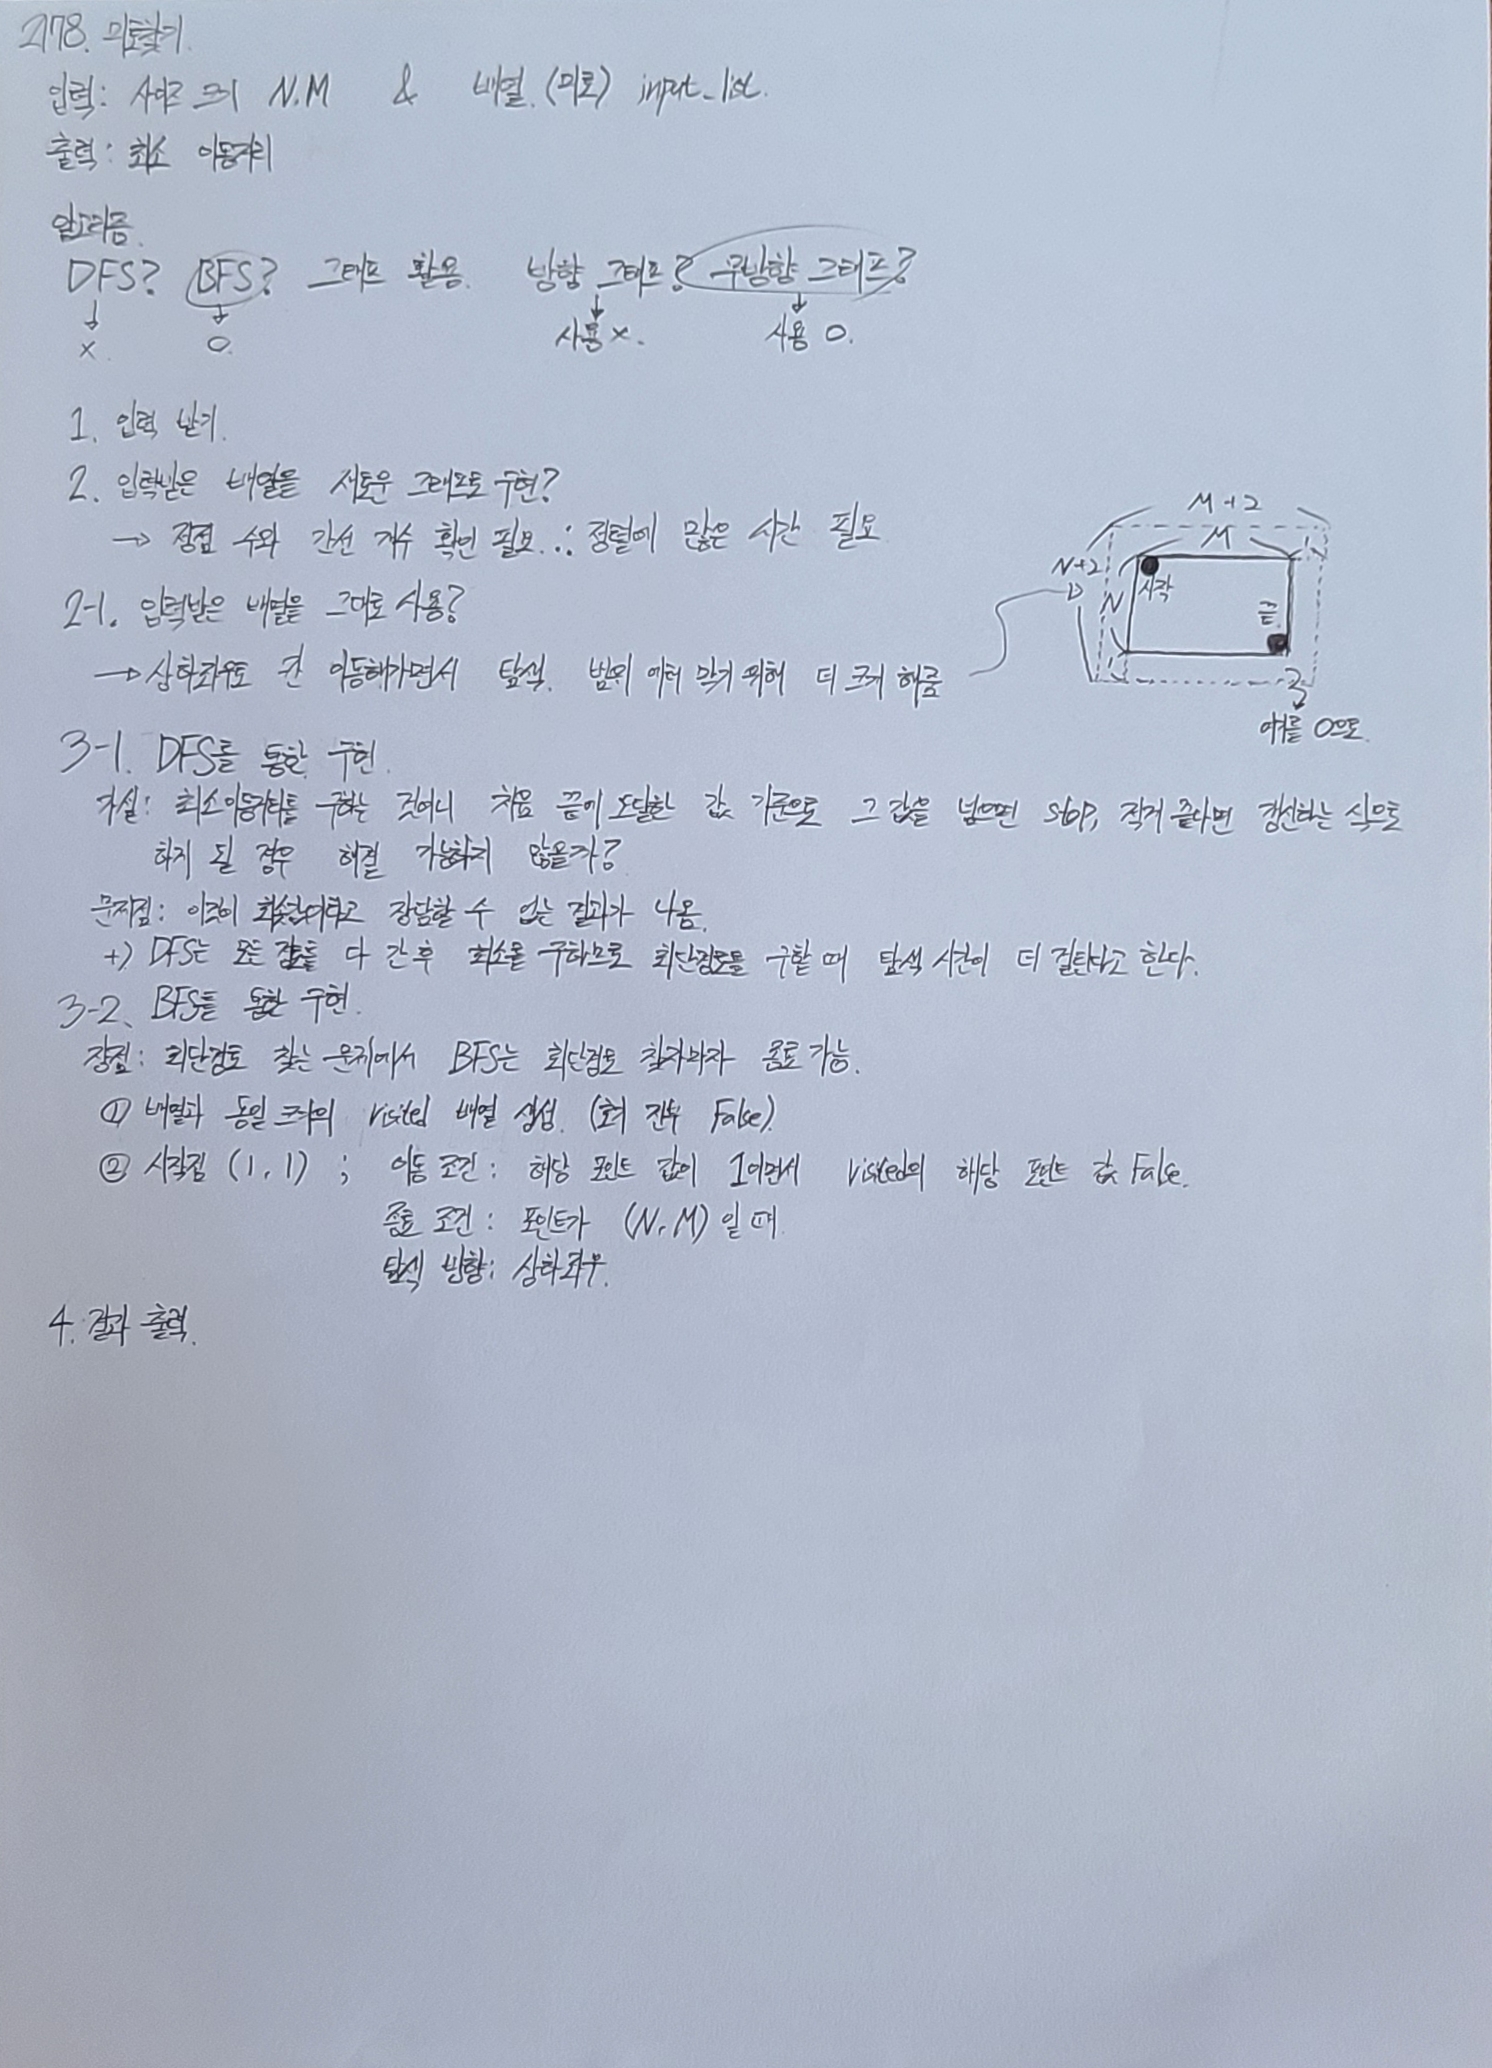 2178. 미로찾기.
입력: 사이즈 크기 N.M & 배열.(미로) input_list.
출력: 최소 이동거리
알고리즘.
DFS? BFS? 그래프 활용. 방향 그래프? 무방향 그래프?
x. O. 사용 x. 사용 O.
1. 입력 받기.
2. 입력받은 배열을 새로운 그래프로 구현?
→ 정점 수와 간선 개수 확인 필요. ∴ 정렬에 많은 시간 필요
2-1. 입력받은 배열을 그대로 사용?
→ 상하좌우로 칸 이동해가면서 탐색. 범위 에러 막기 위해 더 크게 해줌
M+2
M
N+2
N
시작
끝
여기를 0으로.
3-1. DFS를 통한 구현.
가설: 최소이동거리를 구하는 것이니 처음 끝에 도달한 값 기준으로 그 값을 넘으면 stop, 작게 준다면 갱신하는 식으로
하게 될 경우 해결 가능하지 않을까?
문제점: 이것이 최솟값이라고 장담할 수 없는 결과가 나옴.
+) DFS는 모든 값을 다 간 후 최소를 구하므로 최단경로를 구할 때 탐색 시간이 더 걸린다고 한다.
3-2. BFS를 통한 구현.
장점: 최단경로 찾는 문제에서 BFS는 최단경로 찾자마자 종료 가능.
① 배열과 동일 크기의 visited 배열 생성. (초기 전부 False).
② 시작점 (1,1) ; 이동 조건: 해당 포인트 값이 1이면서 visited의 해당 포인트 값 False.
종료 조건: 포인트가 (N,M)일 때.
탐색 방향: 상하좌우.
4. 결과 출력.